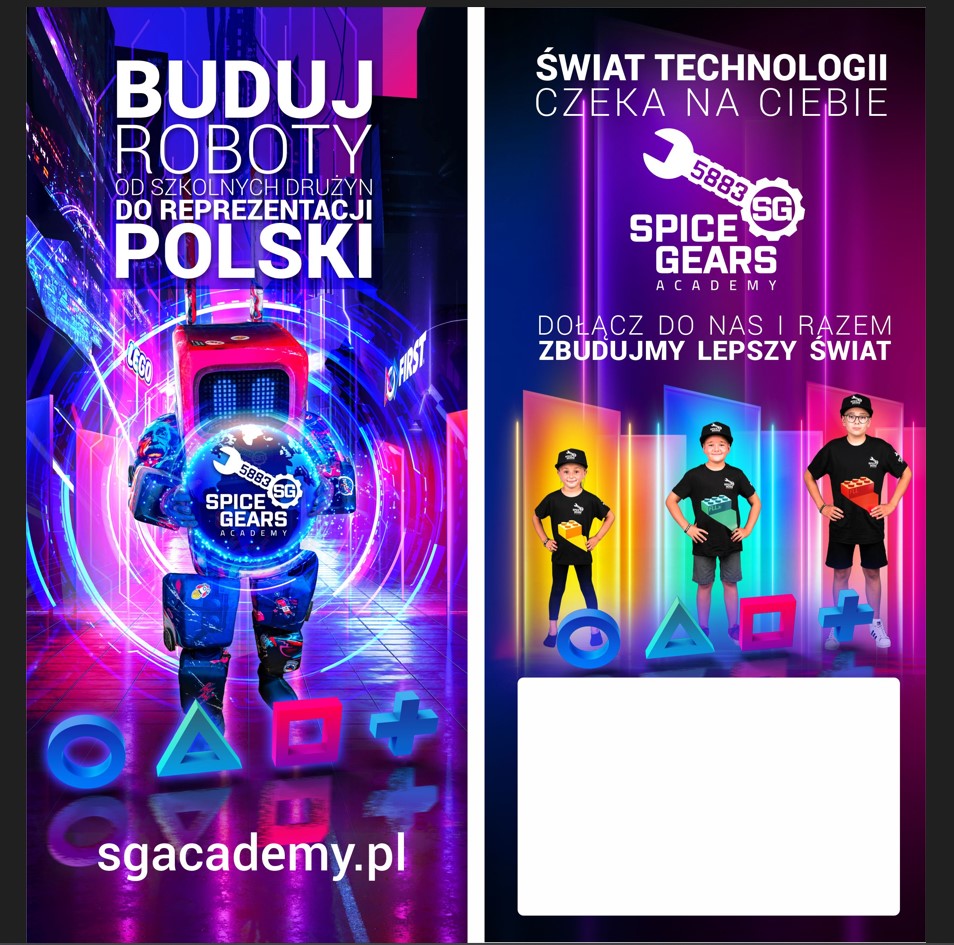 BUDUJ
ROBOTY
OD SZKOLNYCH DRUŻYN
DO REPREZENTACJI
POLSKI
LEGO
FIRST
5883
SG
SPICE
GEARS
ACADEMY
sgacademy.pl
ŚWIAT TECHNOLOGII
CZEKA NA CIEBIE
5883
SG
SPICE
GEARS
ACADEMY
DOŁĄCZ DO NAS I RAZEM
ZBUDUJMY LEPSZY ŚWIAT